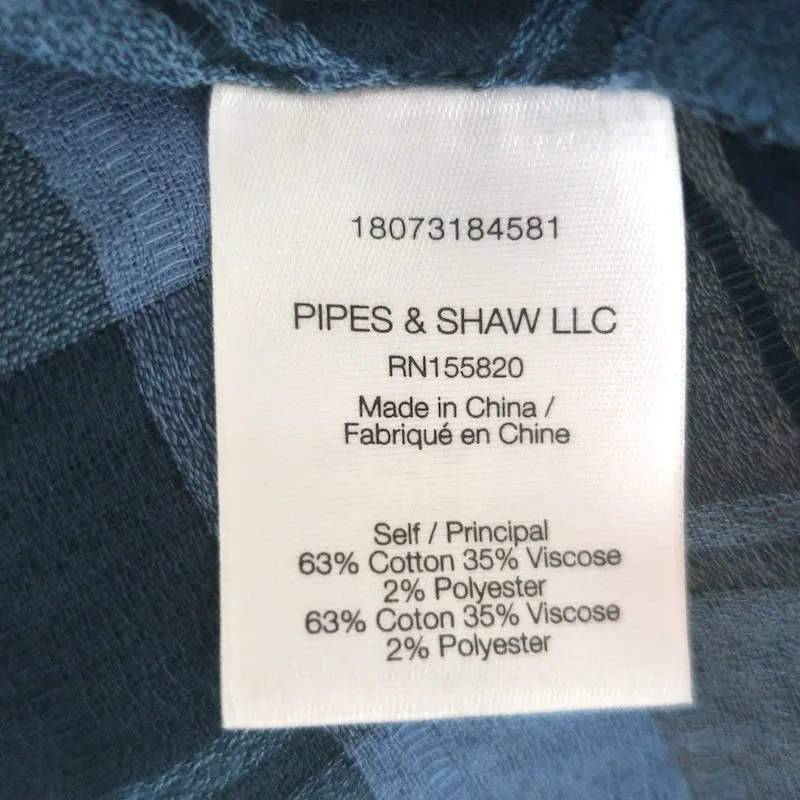 18073184581
PIPES & SHAW LLC
RN155820
Made in China /
Fabriqué en Chine
Self / Principal
63% Cotton 35% Viscose
2% Polyester
63% Coton 35% Viscose
2% Polyester